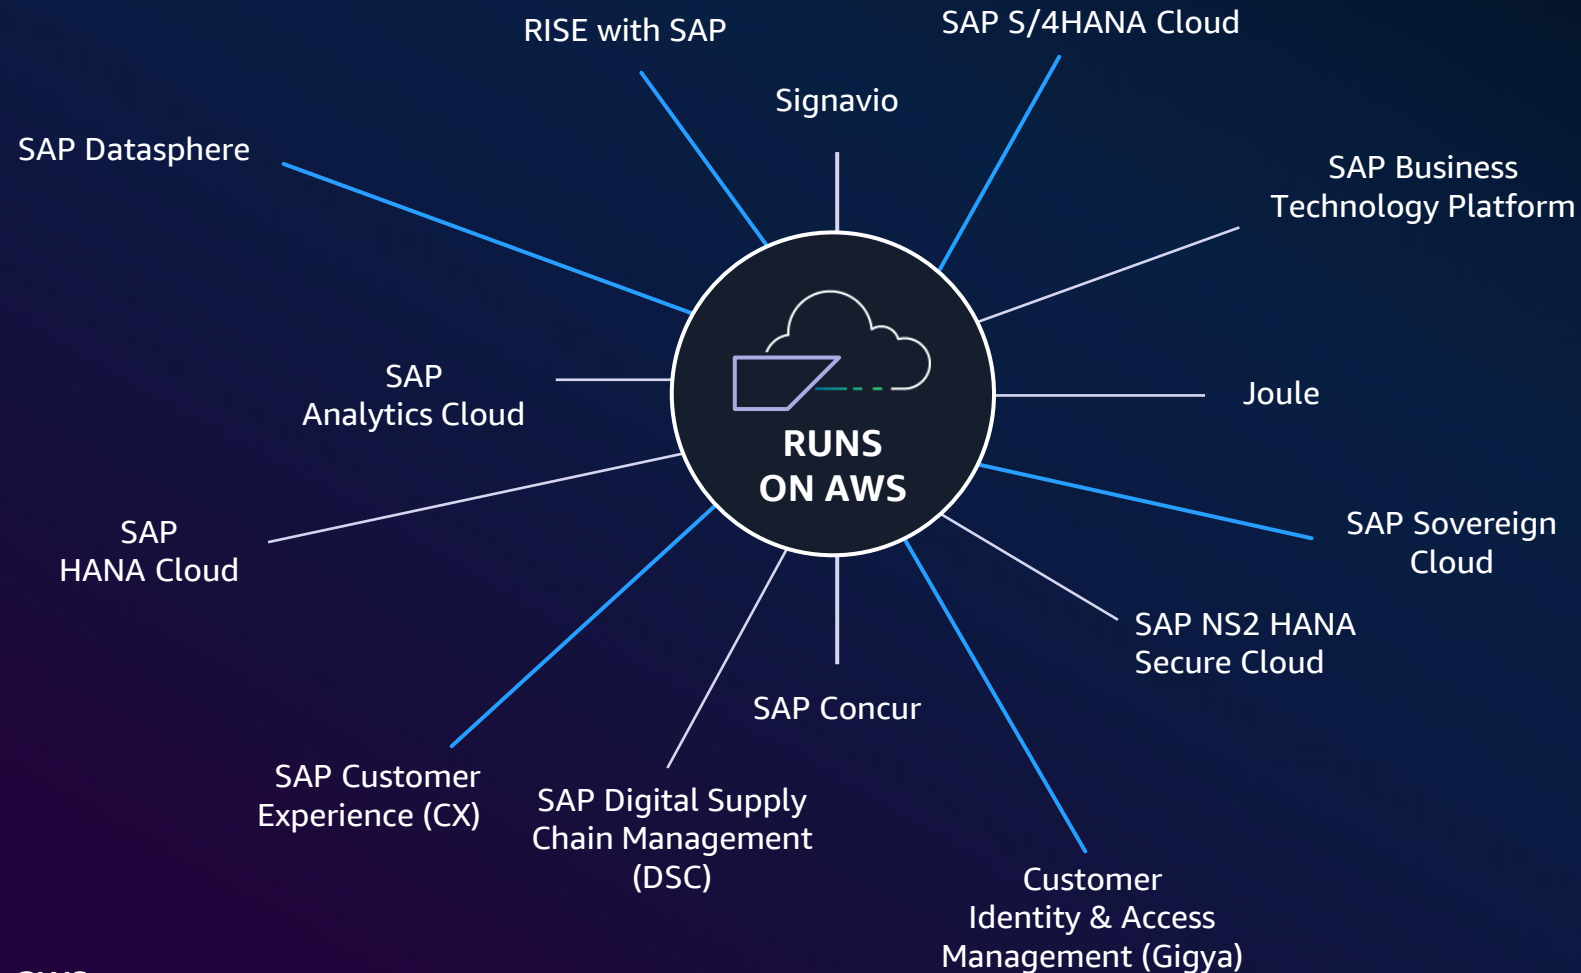 RISE with SAP
SAP S/4HANA Cloud
Signavio
SAP Datasphere
SAP Business
Technology Platform
SAP
Analytics Cloud
RUNS
ON AWS
Joule
SAP
HANA Cloud
SAP Sovereign
Cloud
SAP NS2 HANA
Secure Cloud
SAP Concur
SAP Customer
Experience (CX)
SAP Digital Supply
Chain Management
(DSC)
Customer
Identity & Access
Management (Gigya)